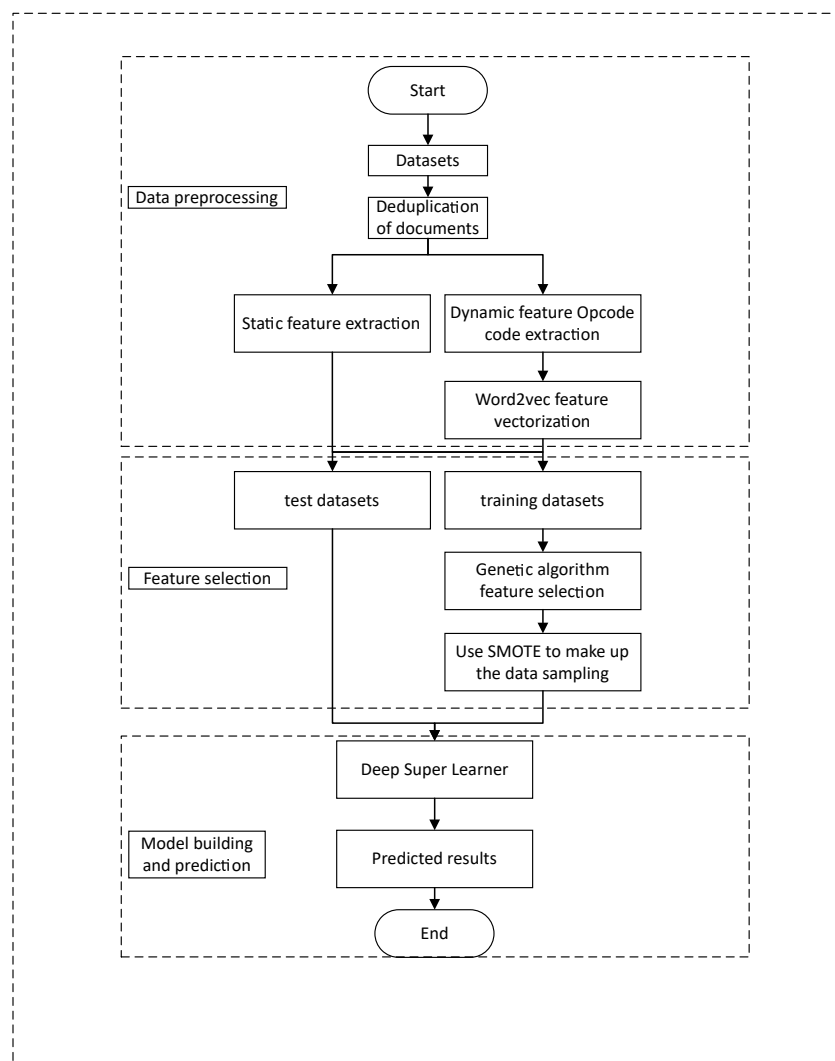 Start
Datasets
Data preprocessing
Deduplication
of documents
Static feature extraction
Dynamic feature Opcode
code extraction
Word2vec feature
vectorization
test datasets
training datasets
Feature selection
Genetic algorithm
feature selection
Use SMOTE to make up
the data sampling
Deep Super Learner
Model building
and prediction
Predicted results
End